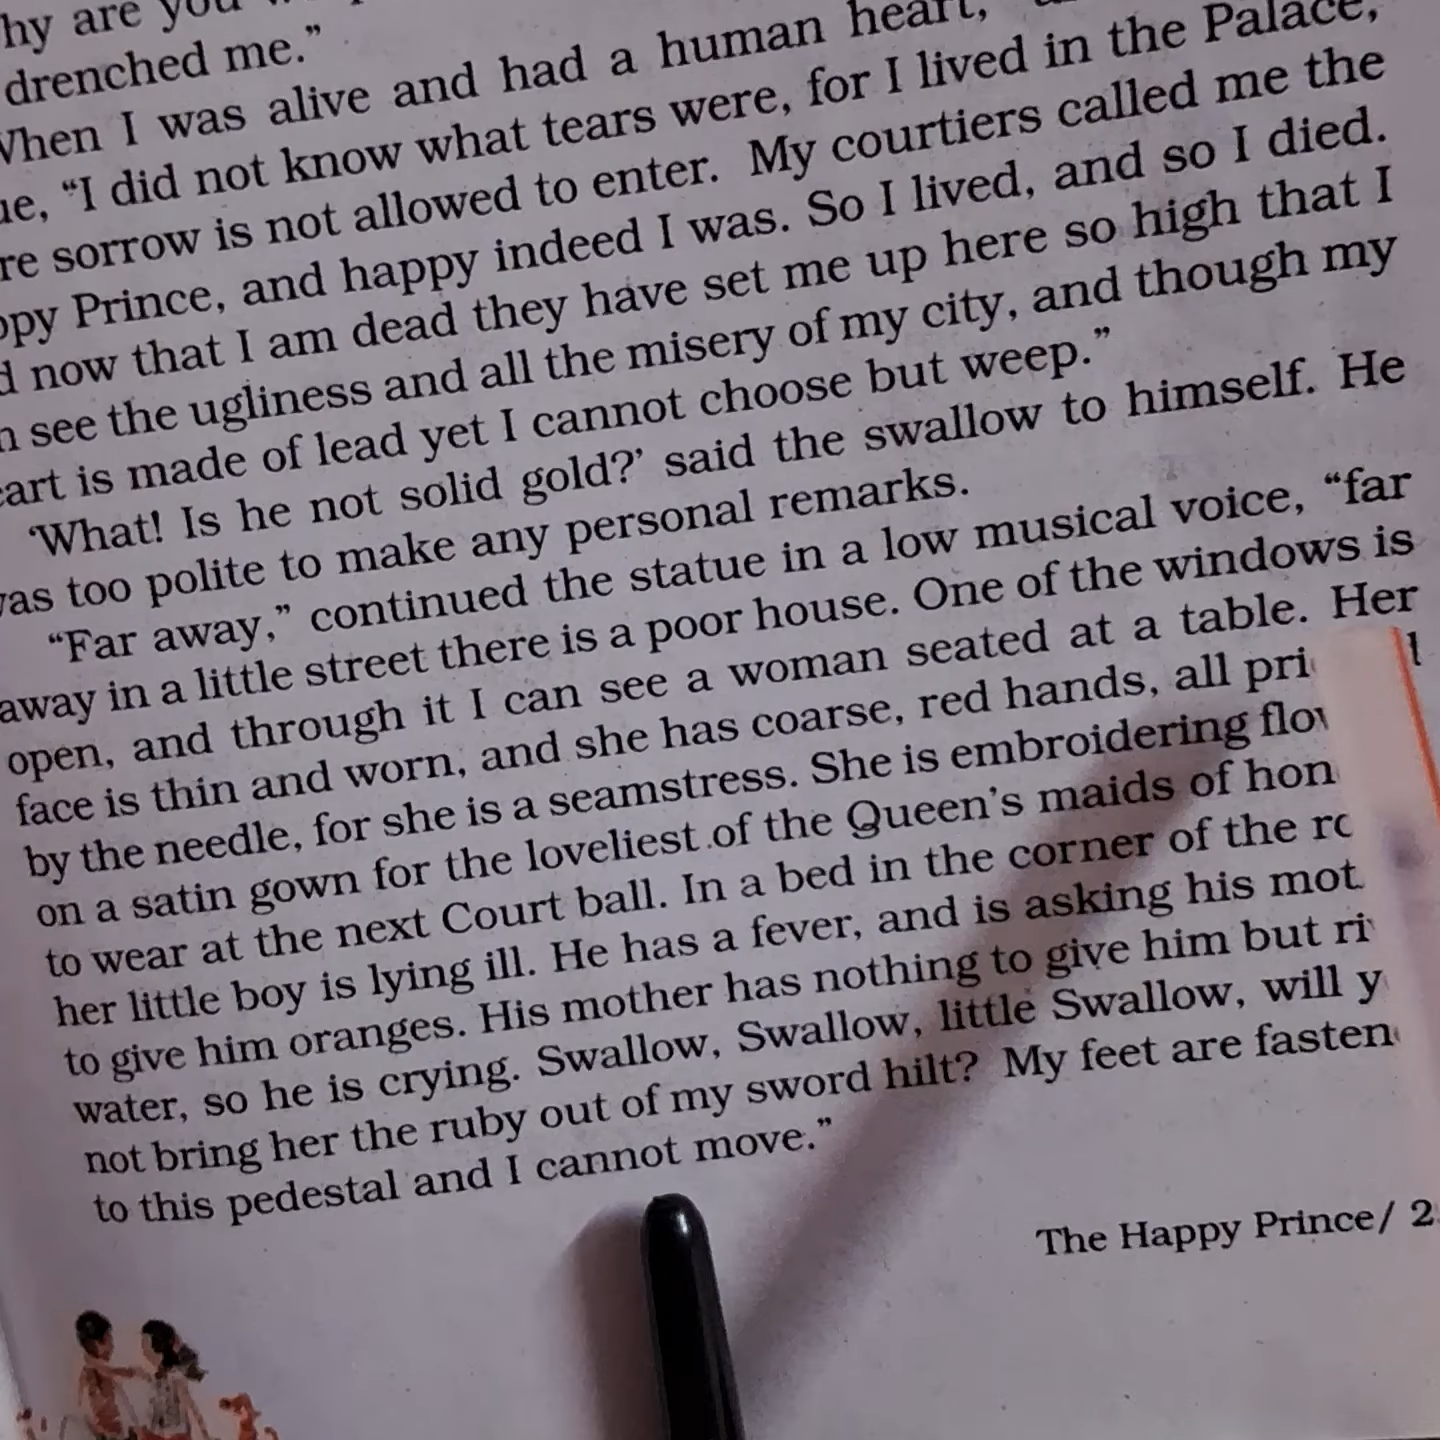 hy are you
drenched me.”
When I was alive and had a human heart,
ue, “I did not know what tears were, for I lived in the Palace,
re sorrow is not allowed to enter. My courtiers called me the
ppy Prince, and happy indeed I was. So I lived, and so I died.
d now that I am dead they have set me up here so high that I
n see the ugliness and all the misery of my city, and though my
eart is made of lead yet I cannot choose but weep.”
‘What! Is he not solid gold?’ said the swallow to himself. He
was too polite to make any personal remarks.
“Far away,” continued the statue in a low musical voice, “far
away in a little street there is a poor house. One of the windows is
open, and through it I can see a woman seated at a table. Her
face is thin and worn, and she has coarse, red hands, all pri
by the needle, for she is a seamstress. She is embroidering flow
on a satin gown for the loveliest of the Queen’s maids of hon
to wear at the next Court ball. In a bed in the corner of the ro
her little boy is lying ill. He has a fever, and is asking his mot
to give him oranges. His mother has nothing to give him but riv
water, so he is crying. Swallow, Swallow, little Swallow, will y
not bring her the ruby out of my sword hilt? My feet are fasten
to this pedestal and I cannot move.”
The Happy Prince/ 2